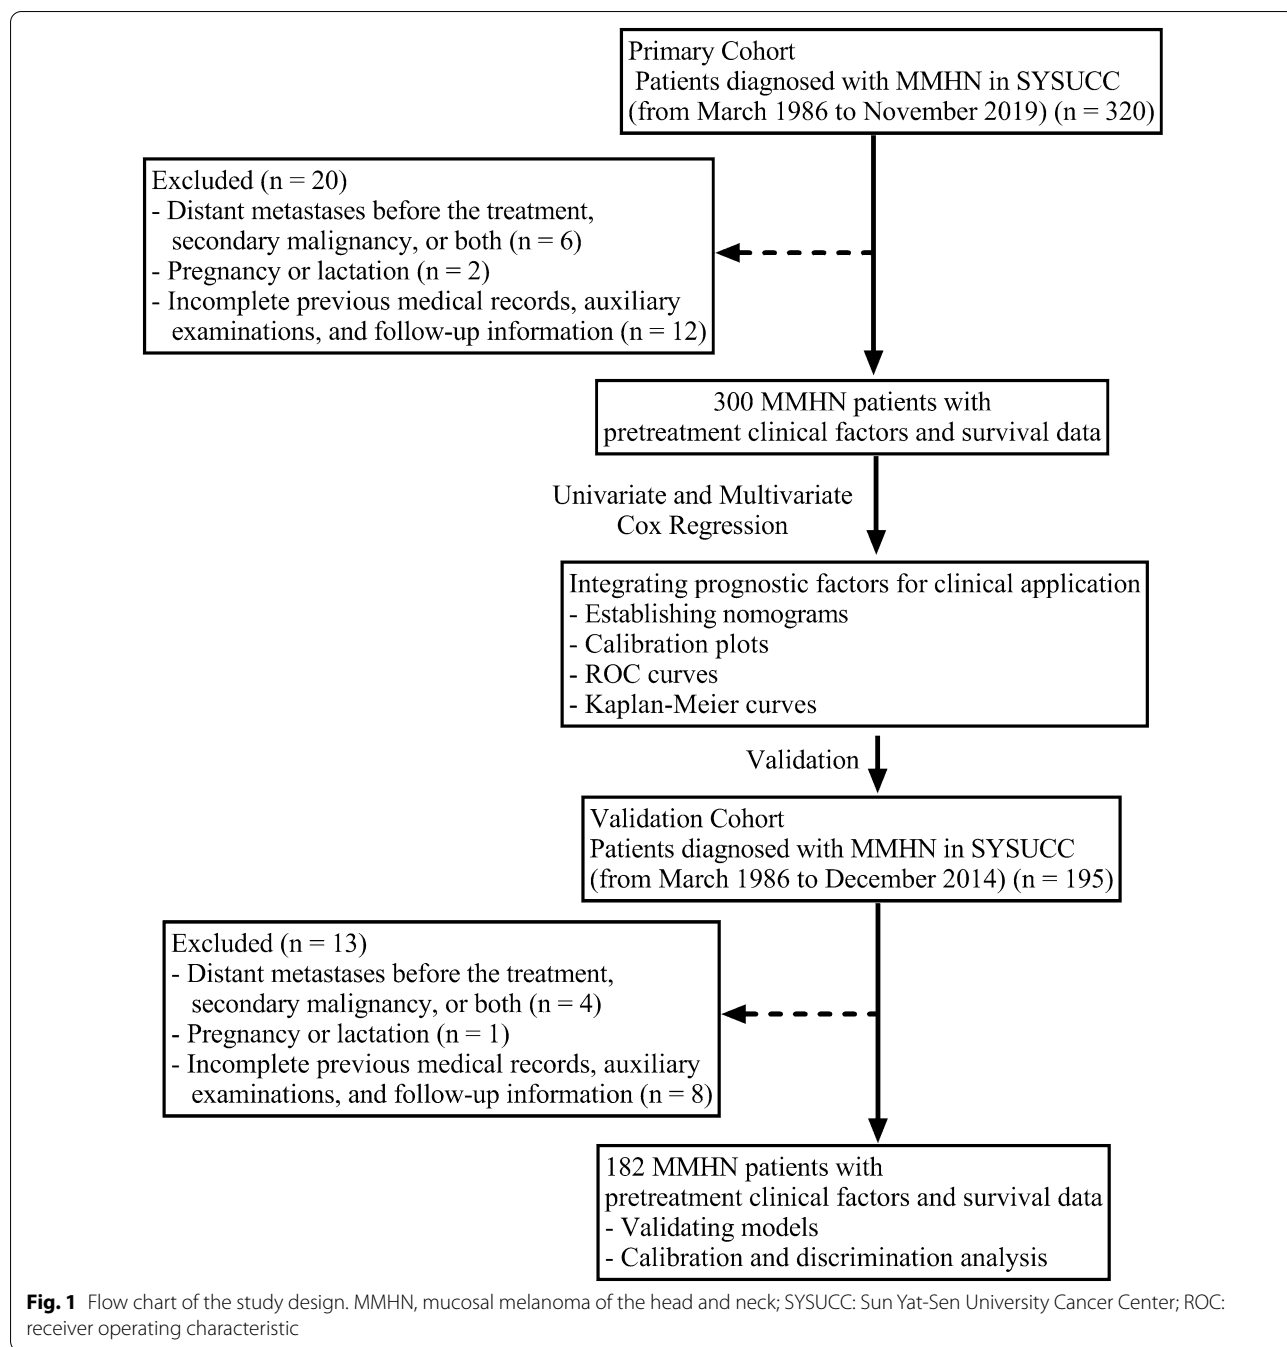 Primary Cohort
Patients diagnosed with MMHN in SYSUCC
(from March 1986 to November 2019) (n = 320)
Excluded (n = 20)
- Distant metastases before the treatment,
secondary malignancy, or both (n = 6)
- Pregnancy or lactation (n = 2)
- Incomplete previous medical records, auxiliary
examinations, and follow-up information (n = 12)
300 MMHN patients with
pretreatment clinical factors and survival data
Univariate and Multivariate
Cox Regression
Integrating prognostic factors for clinical application
- Establishing nomograms
- Calibration plots
- ROC curves
- Kaplan-Meier curves
Validation
Validation Cohort
Patients diagnosed with MMHN in SYSUCC
(from March 1986 to December 2014) (n = 195)
Excluded (n = 13)
- Distant metastases before the treatment,
secondary malignancy, or both (n = 4)
- Pregnancy or lactation (n = 1)
- Incomplete previous medical records, auxiliary
examinations, and follow-up information (n = 8)
182 MMHN patients with
pretreatment clinical factors and survival data
- Validating models
- Calibration and discrimination analysis
Fig. 1 Flow chart of the study design. MMHN, mucosal melanoma of the head and neck; SYSUCC: Sun Yat-Sen University Cancer Center; ROC:
receiver operating characteristic